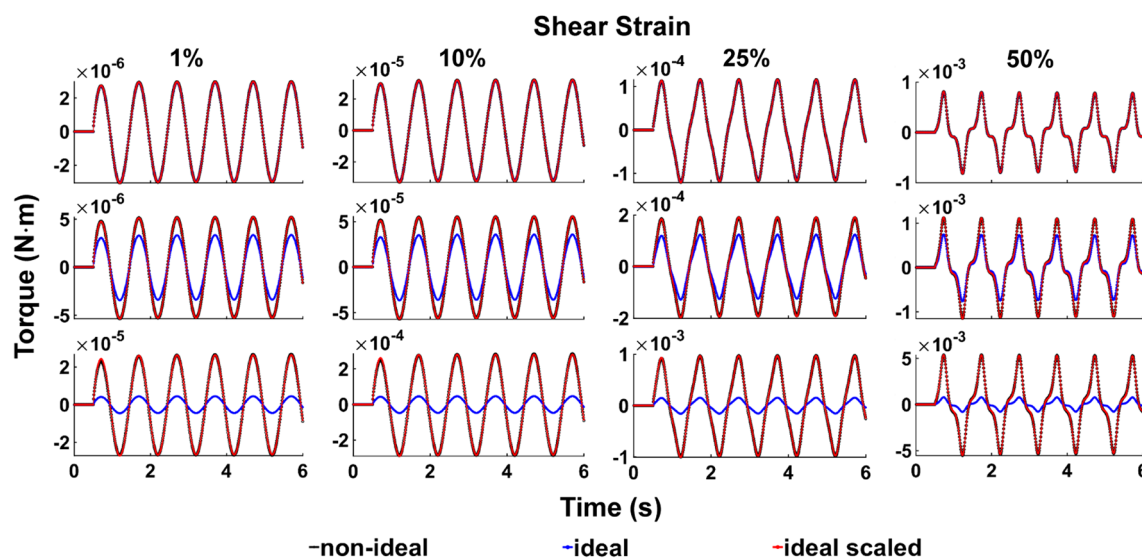 Shear Strain
1% 10% 25% 50%
×10⁻⁶ ×10⁻⁵ ×10⁻⁴ ×10⁻³
2 2 1 1
0 0 0 0
-2 -2 -1 -1
×10⁻⁶ ×10⁻⁵ ×10⁻⁴ ×10⁻³
5 5 2 1
0 0 0 0
-5 -5 -2 -1
×10⁻⁵ ×10⁻⁴ ×10⁻³ ×10⁻³
2 2 1 5
0 0 0 0
-2 -2 -1 -5
0 2 4 6 0 2 4 6 0 2 4 6 0 2 4 6
Torque (N·m)
Time (s)
non-ideal ideal ideal scaled